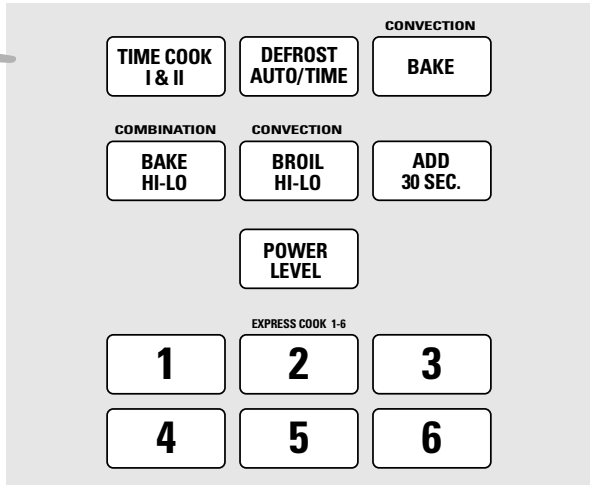 CONVECTION
TIME COOK
I & II
DEFROST
AUTO/TIME
BAKE
COMBINATION
CONVECTION
BAKE
HI-LO
BROIL
HI-LO
ADD
30 SEC.
POWER
LEVEL
EXPRESS COOK 1-6
1
2
3
4
5
6